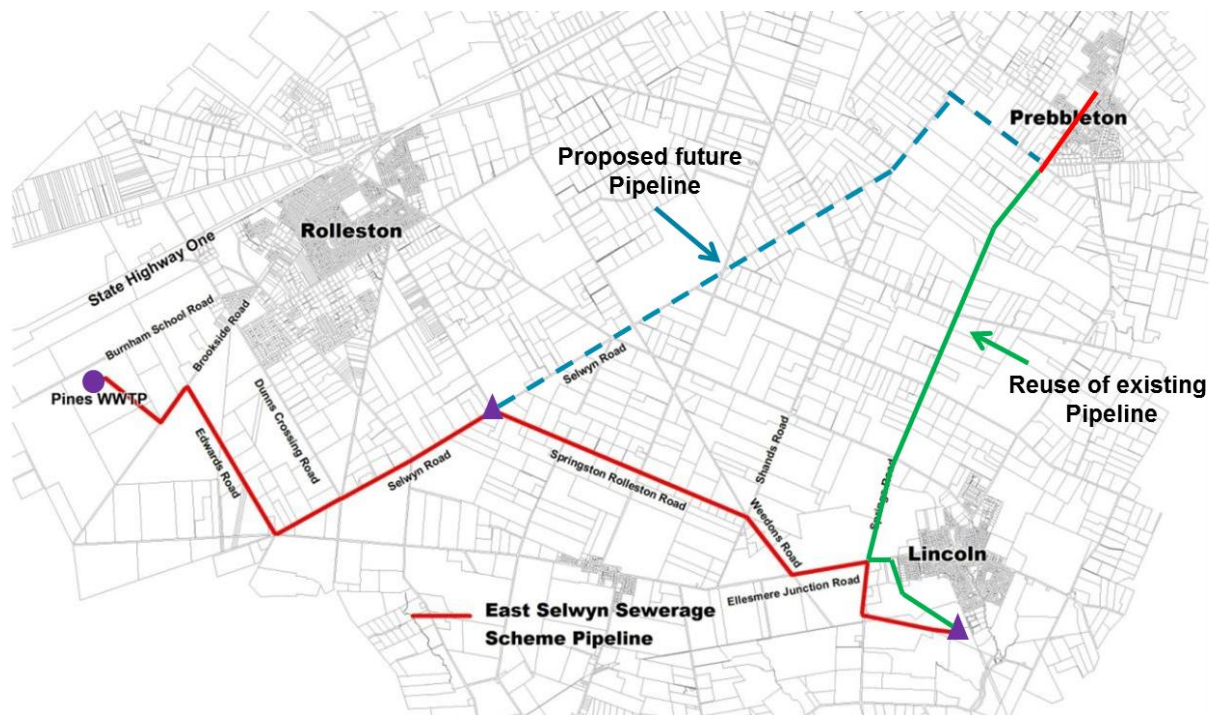 Prebbleton
Proposed future
Pipeline
Rolleston
State Highway One
Burnham School Road
Brookside Road
Pines WWTP
Dunns Crossing Road
Edwards Road
Selwyn Road
Selwyn Road
Springston Rolleston Road
Shands Road
Weedons Road
Springs Road
Reuse of existing
Pipeline
Lincoln
Ellesmere Junction Road
East Selwyn Sewerage
Scheme Pipeline